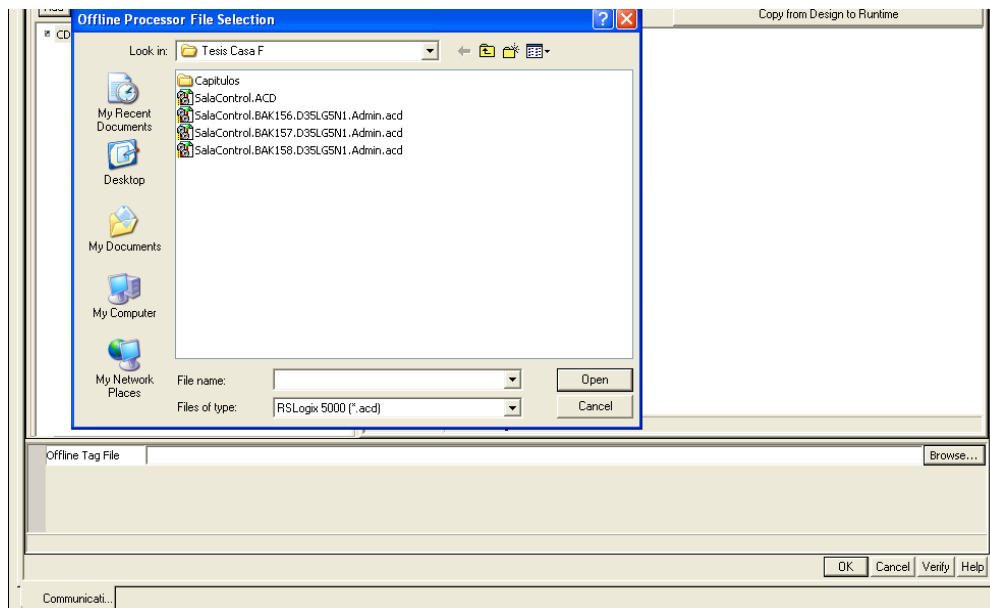 Offline Processor File Selection
Copy from Design to Runtime
CD
Look in:
Tesis Casa F
My Recent
Documents
Desktop
My Documents
My Computer
My Network
Places
Capitulos
SalaControl.ACD
SalaControl.BAK156.D35LG5N1.Admin.acd
SalaControl.BAK157.D35LG5N1.Admin.acd
SalaControl.BAK158.D35LG5N1.Admin.acd
File name:
Open
Files of type:
RSLogix 5000 (*.acd)
Cancel
Offline Tag File
Browse...
OK
Cancel
Verify
Help
Communicati...